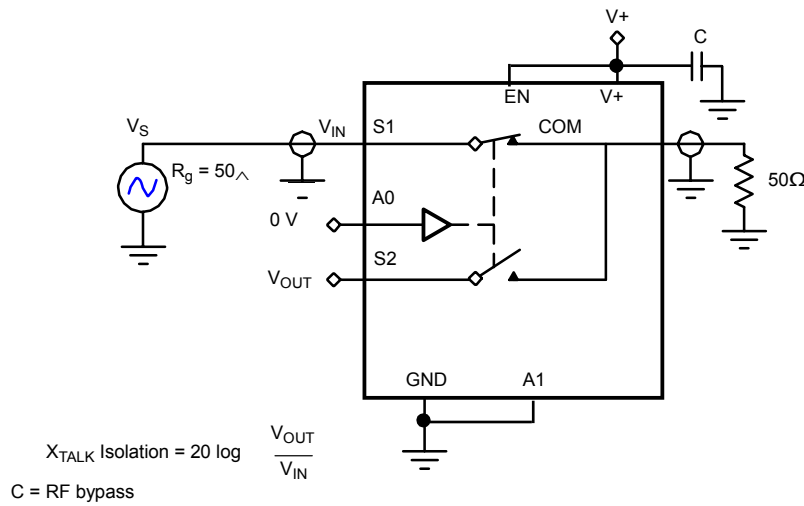 V+
C
EN
V+
VS
VIN
S1
COM
Rg = 50
50Ω
A0
0 V
S2
VOUT
GND
A1
XTALK Isolation = 20 log VOUT
VIN
C = RF bypass